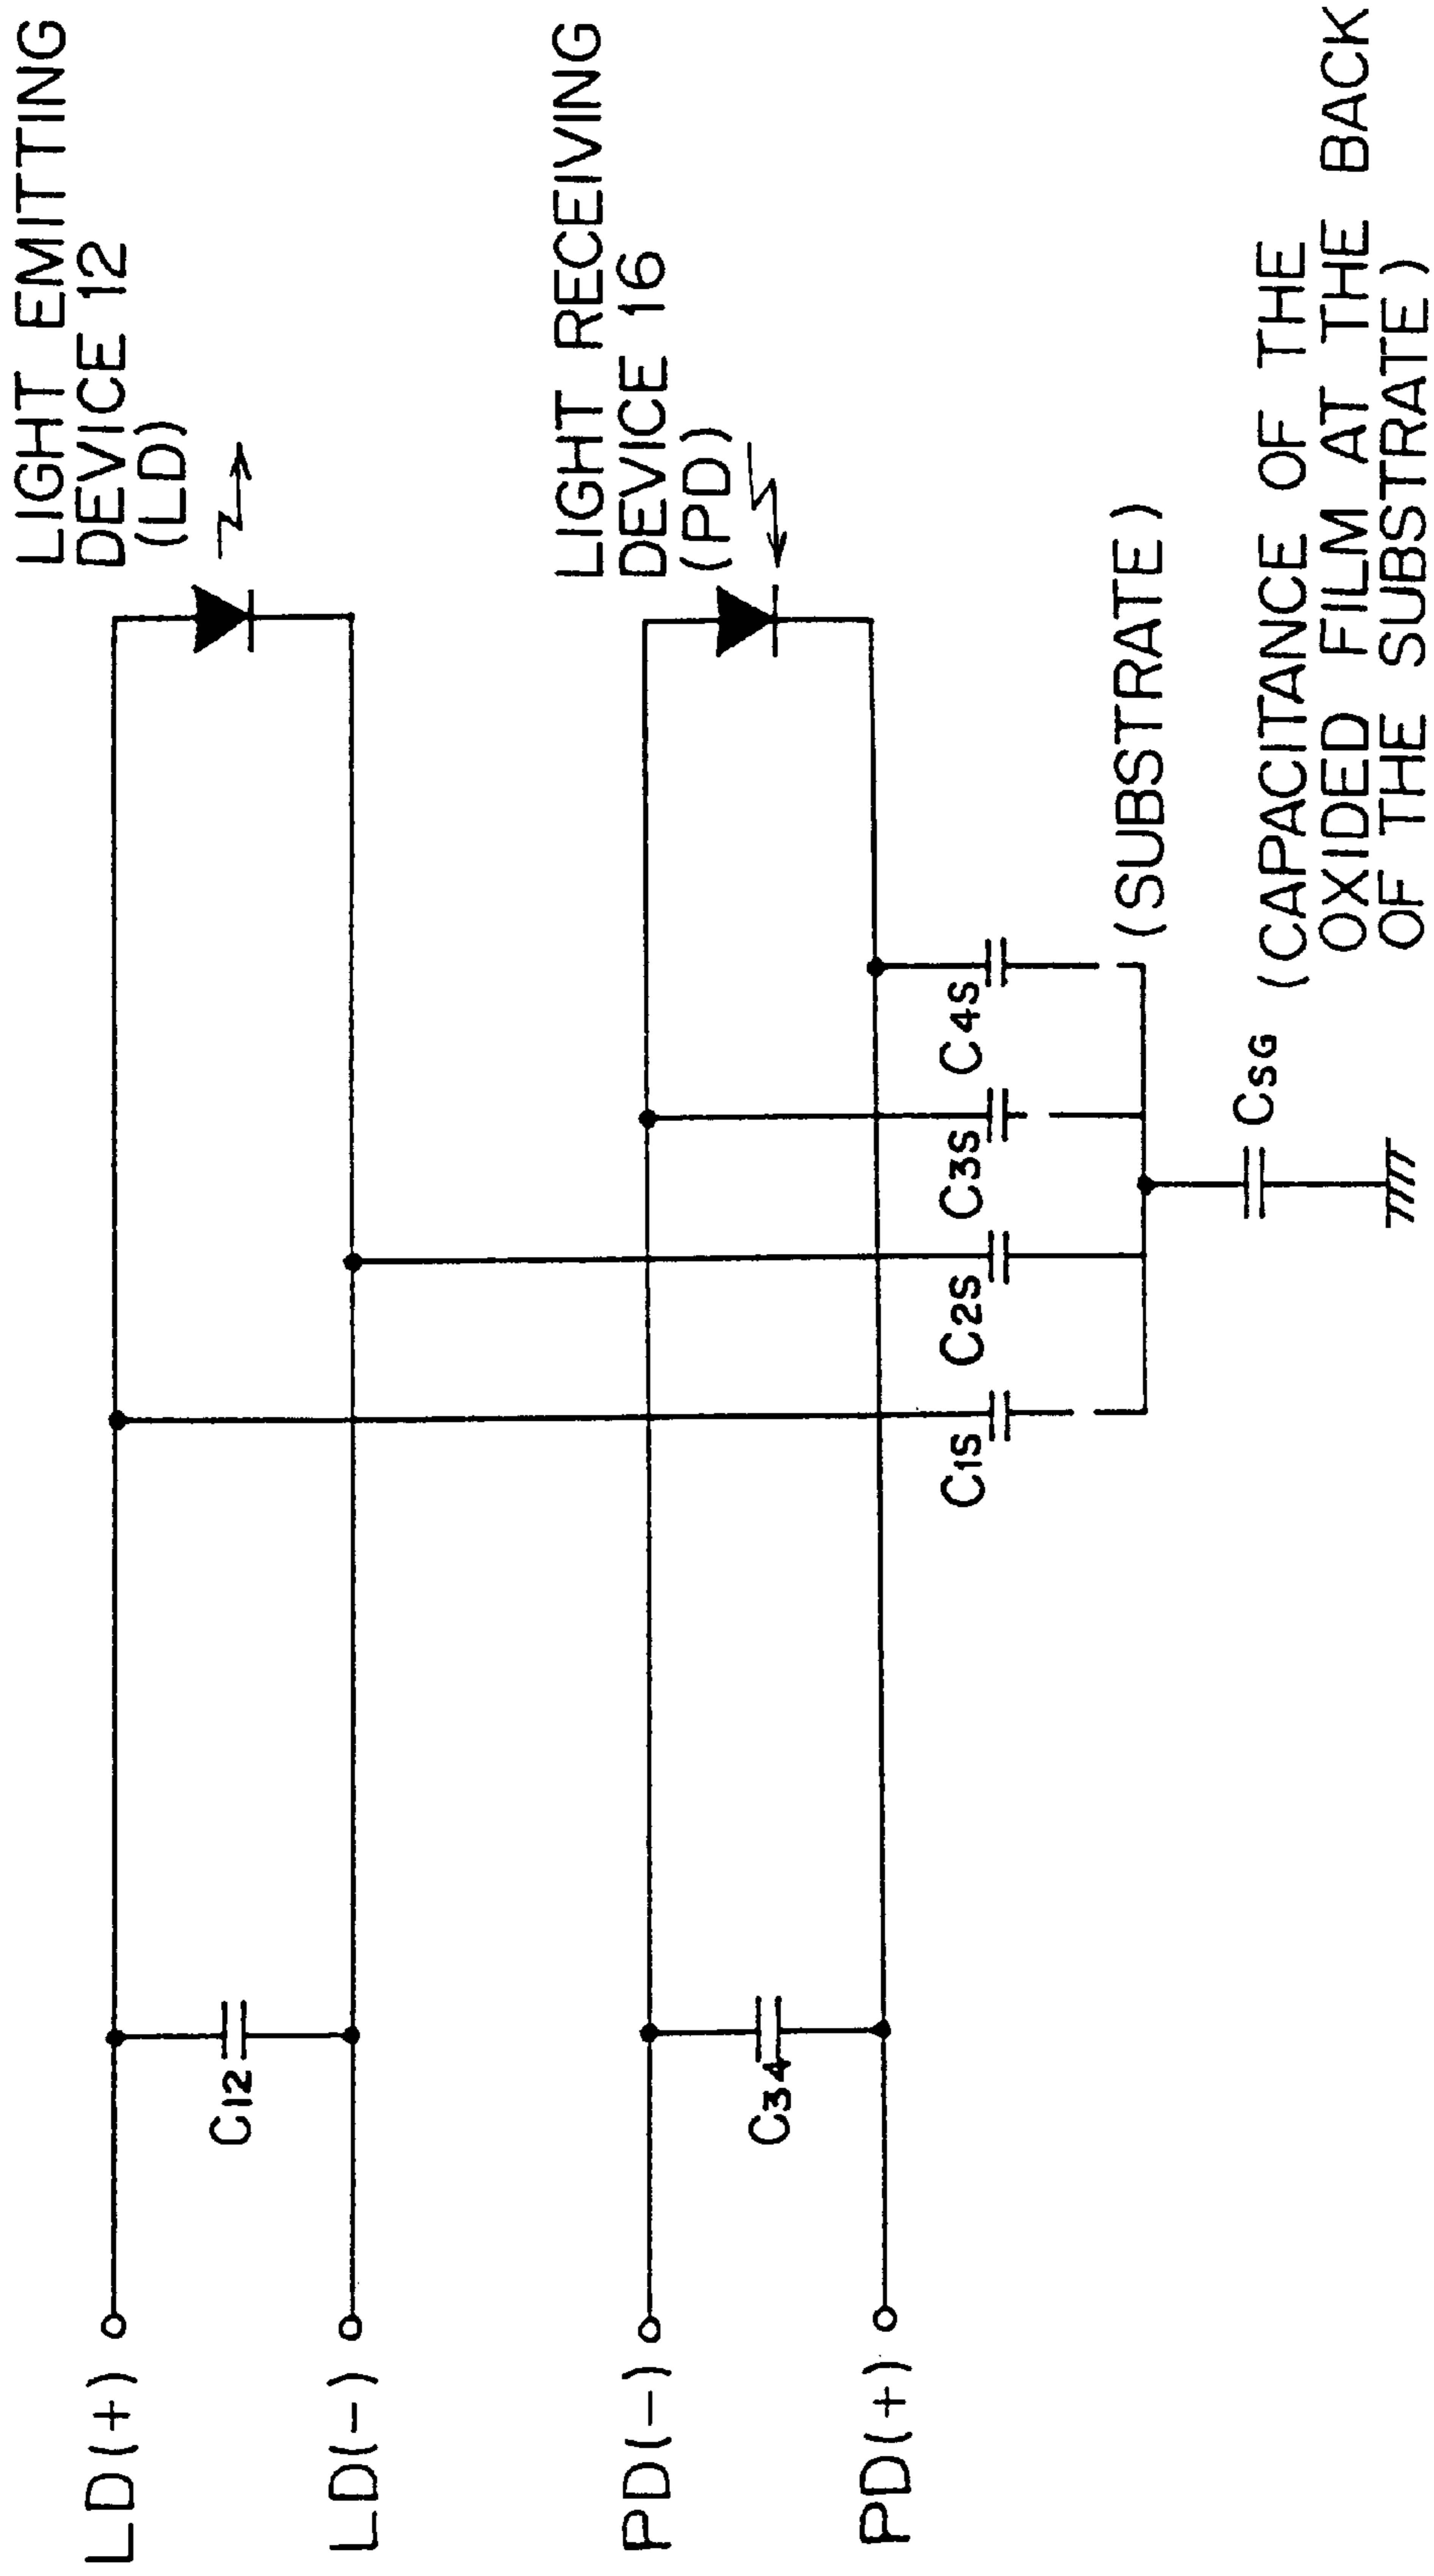 LIGHT EMITTING
DEVICE 12
(LD)
LD(+)
C12
LD(-)
LIGHT RECEIVING
DEVICE 16
(PD)
PD(-)
C34
PD(+)
C1S
C2S
C3S
C4S
(SUBSTRATE)
CSG
(CAPACITANCE OF THE
OXIDED FILM AT THE BACK
OF THE SUBSTRATE)